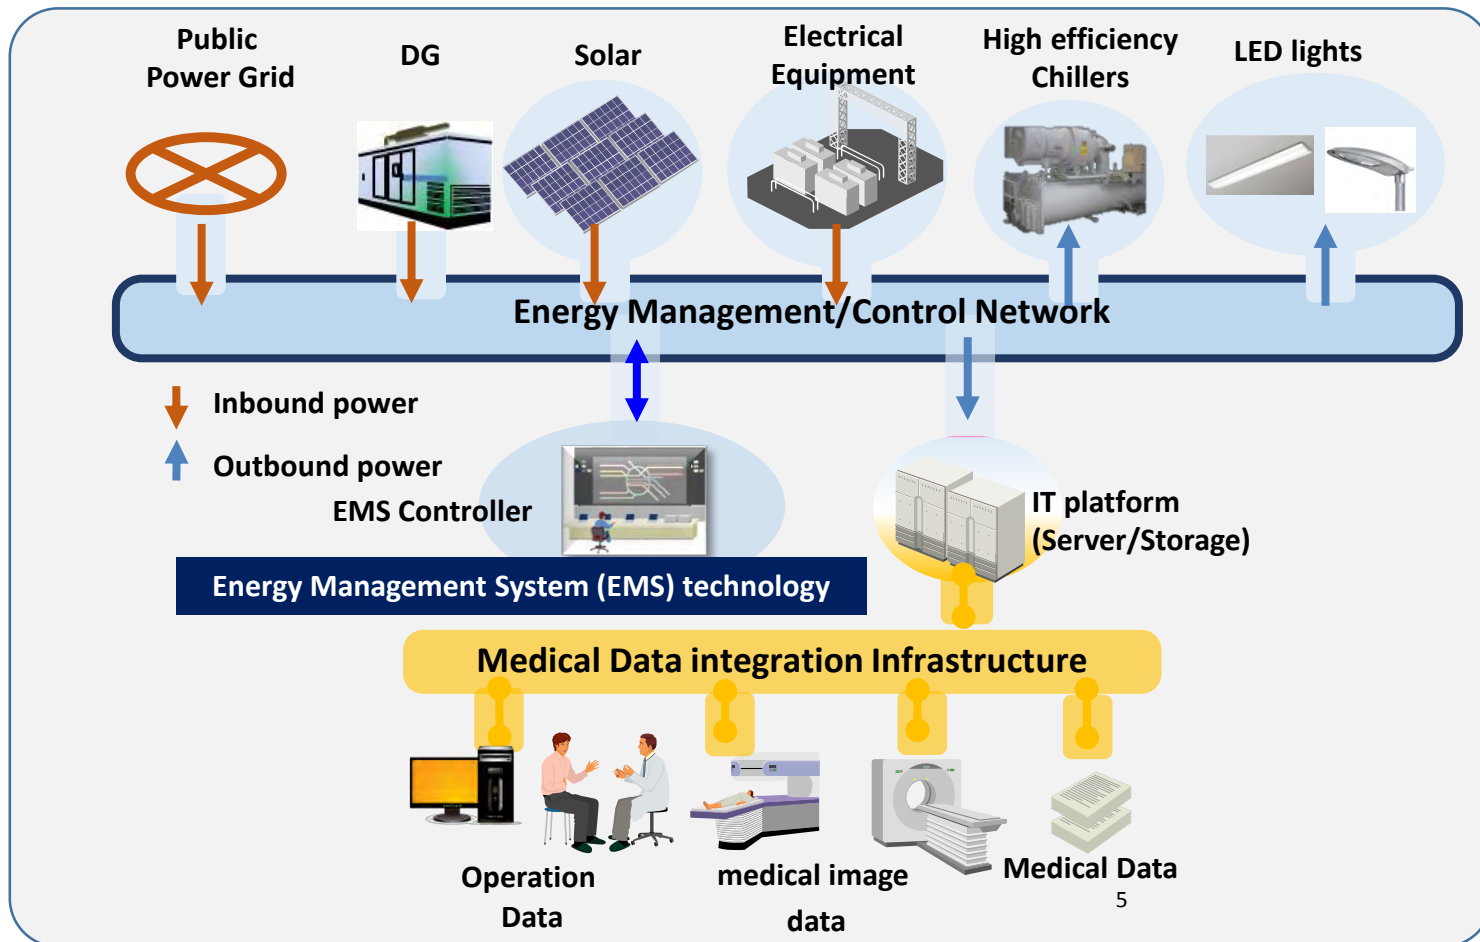 Public
Power Grid
DG
Solar
Electrical
Equipment
High efficiency
Chillers
LED lights
Energy Management/Control Network
Inbound power
Outbound power
EMS Controller
IT platform
(Server/Storage)
Energy Management System (EMS) technology
Medical Data integration Infrastructure
Operation
Data
medical image
data
Medical Data
5